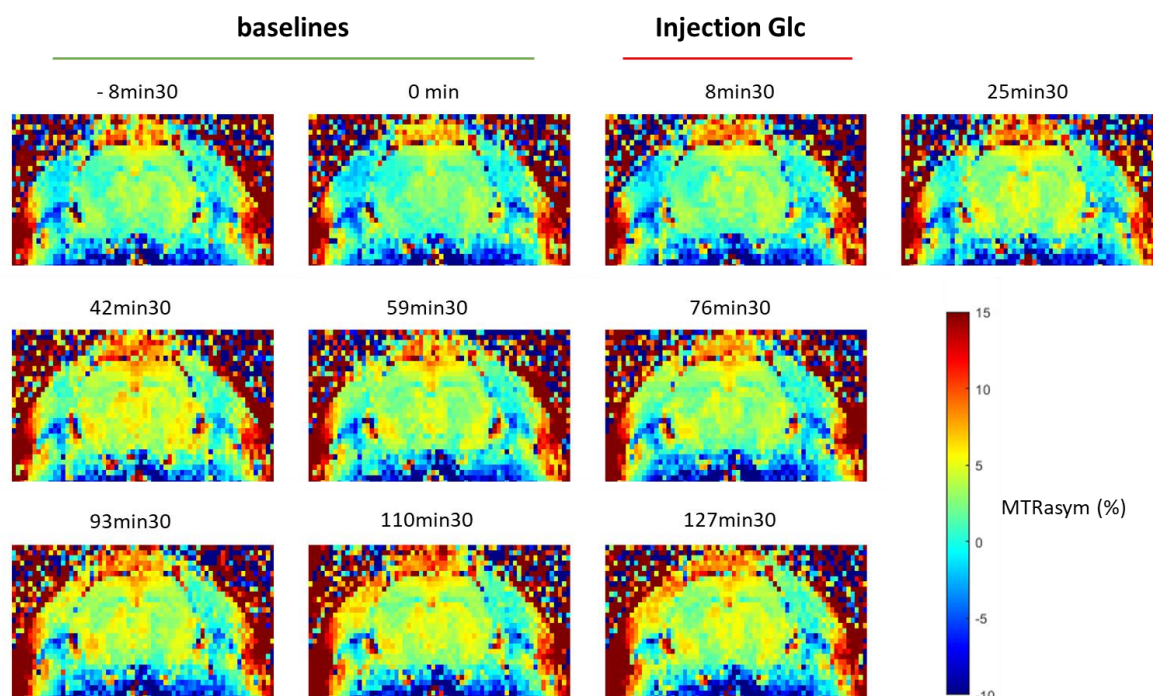 baselines
Injection Glc
- 8min30
0 min
8min30
25min30
42min30
59min30
76min30
15
10
5
0
-5
-10
MTRasym (%)
93min30
110min30
127min30